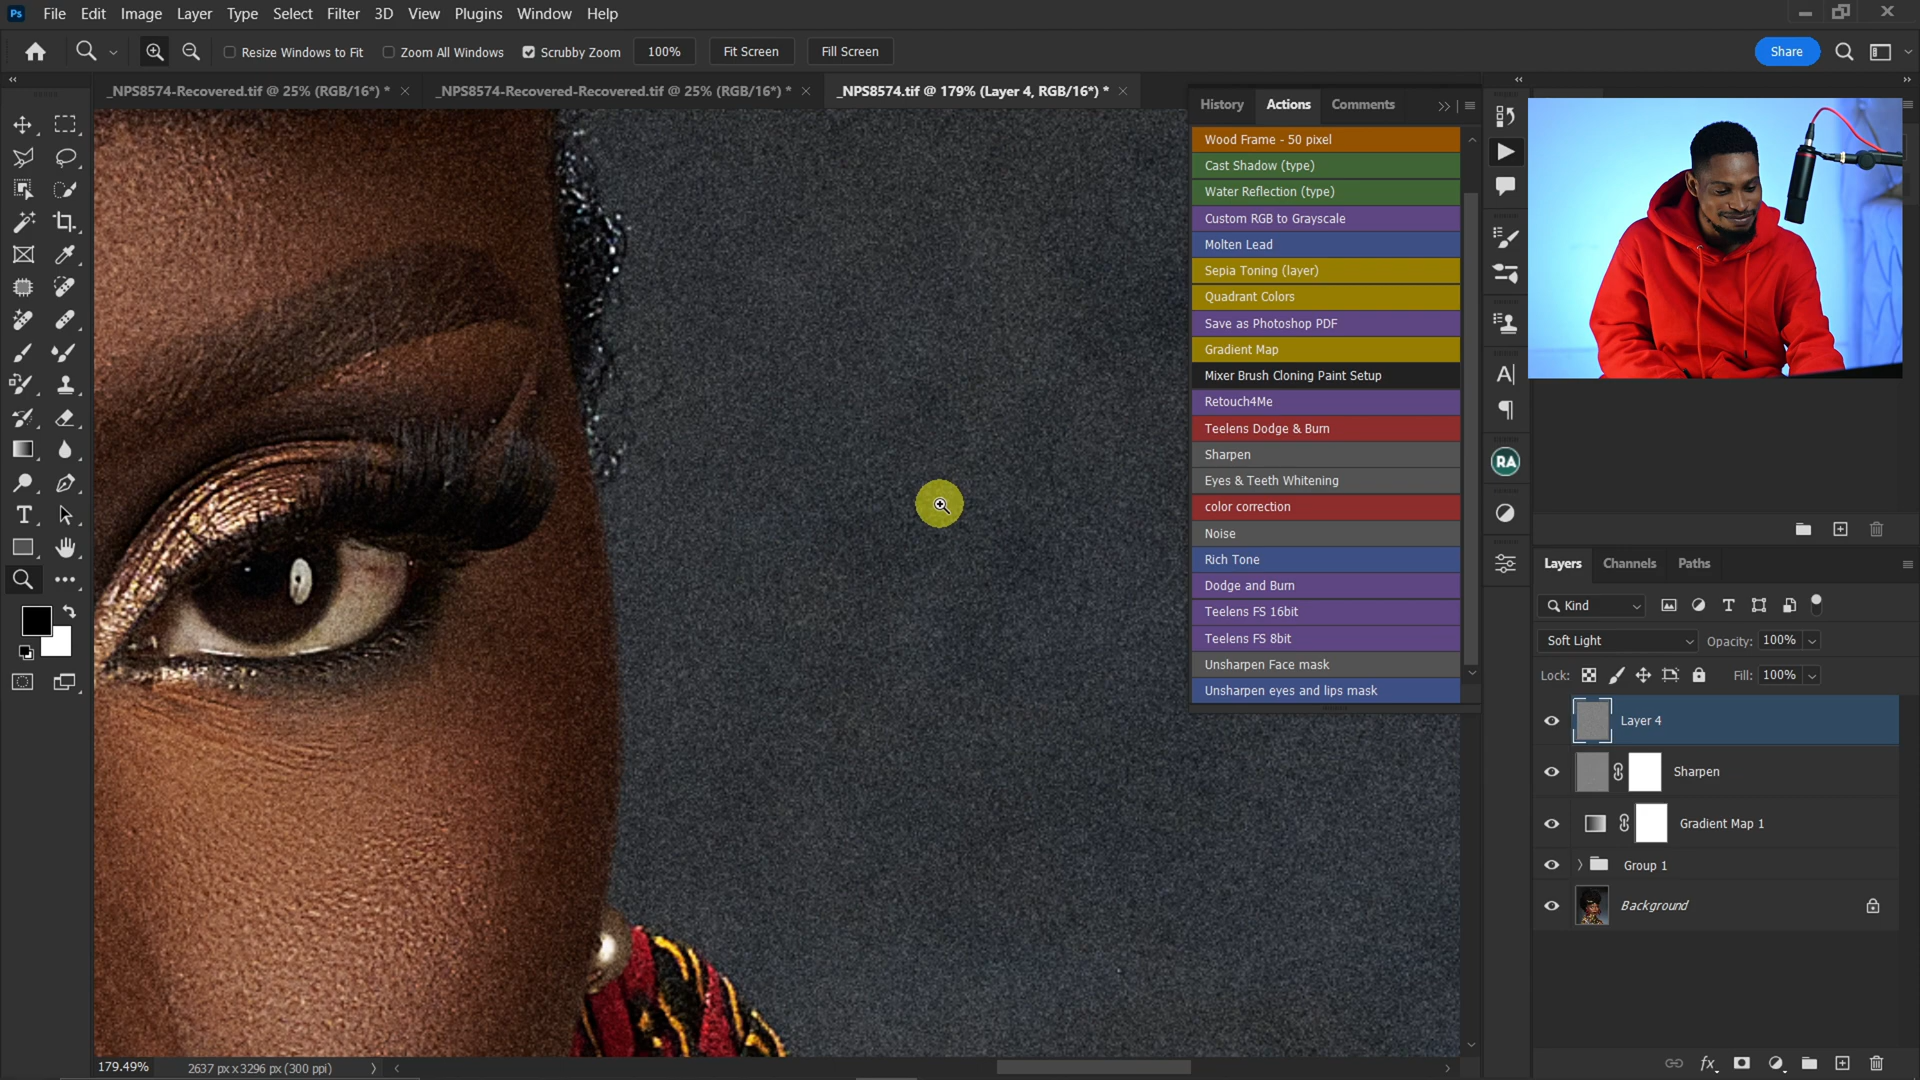 Ps File Edit Image Layer Type Select Filter 3D View Plugins Window Help
Resize Windows to Fit Zoom All Windows Scrubby Zoom 100% Fit Screen Fill Screen Share
_NPS8574-Recovered.tif @ 25% (RGB/16*) * _NPS8574-Recovered-Recovered.tif @ 25% (RGB/16*) * _NPS8574.tif @ 179% (Layer 4, RGB/16*) *
History Actions Comments
Wood Frame - 50 pixel
Cast Shadow (type)
Water Reflection (type)
Custom RGB to Grayscale
Molten Lead
Sepia Toning (layer)
Quadrant Colors
Save as Photoshop PDF
Gradient Map
Mixer Brush Cloning Paint Setup
Retouch4Me
Teelens Dodge & Burn
Sharpen
Eyes & Teeth Whitening
color correction
Noise
Rich Tone
Dodge and Burn
Teelens FS 16bit
Teelens FS 8bit
Unsharpen Face mask
Unsharpen eyes and lips mask
RA
Layers Channels Paths
Kind
Soft Light Opacity: 100%
Lock: Fill: 100%
Layer 4
Sharpen
Gradient Map 1
Group 1
Background
fx
179.49% 2637 px x 3296 px (300 ppi)